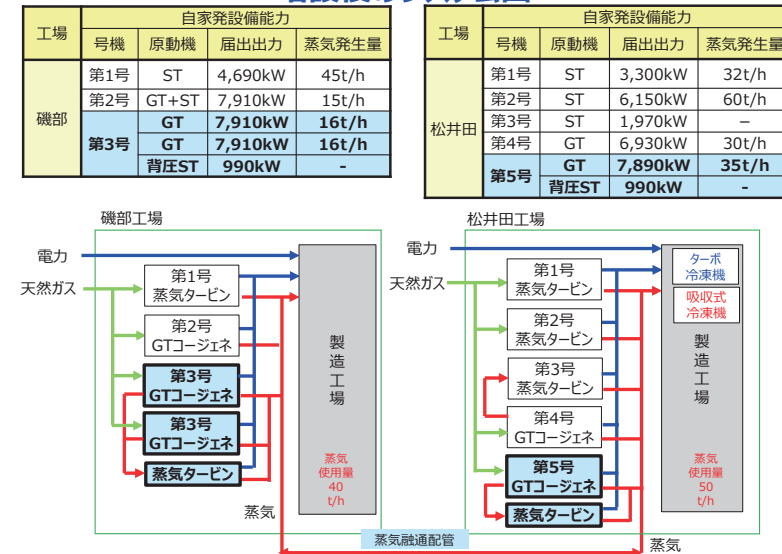 工場
自家発設備能力
号機 原動機 届出出力 蒸気発生量
磯部
第1号 ST 4,690kW 45t/h
第2号 GT+ST 7,910kW 15t/h
第3号
GT 7,910kW 16t/h
GT 7,910kW 16t/h
背圧ST 990kW -
工場
自家発設備能力
号機 原動機 届出出力 蒸気発生量
松井田
第1号 ST 3,300kW 32t/h
第2号 ST 6,150kW 60t/h
第3号 ST 1,970kW –
第4号 GT 6,930kW 30t/h
第5号
GT 7,890kW 35t/h
背圧ST 990kW -
磯部工場
電力
天然ガス
第1号
蒸気タービン
第2号
GTコージェネ
第3号
GTコージェネ
第3号
GTコージェネ
蒸気タービン
製造工場
蒸気
使用量
40
t/h
蒸気
松井田工場
電力
天然ガス
第1号
蒸気タービン
第2号
蒸気タービン
第3号
蒸気タービン
第4号
GTコージェネ
第5号
GTコージェネ
蒸気タービン
ターボ
冷凍機
吸収式
冷凍機
製造工場
蒸気
使用量
50
t/h
蒸気融通配管
蒸気